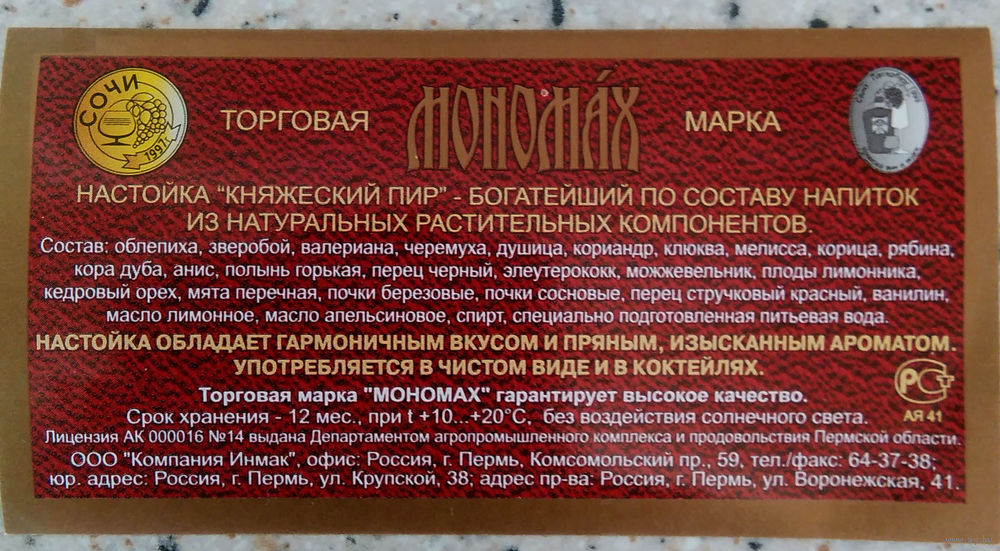 СОЧИ
1997г.
ТОРГОВАЯ МОНОМАХ МАРКА
НАСТОЙКА "КНЯЖЕСКИЙ ПИР" - БОГАТЕЙШИЙ ПО СОСТАВУ НАПИТОК
ИЗ НАТУРАЛЬНЫХ РАСТИТЕЛЬНЫХ КОМПОНЕНТОВ.
Состав: облепиха, зверобой, валериана, черемуха, душица, кориандр, клюква, мелисса, корица, рябина,
кора дуба, анис, полынь горькая, перец черный, элеутерококк, можжевельник, плоды лимонника,
кедровый орех, мята перечная, почки березовые, почки сосновые, перец стручковый красный, ванилин,
масло лимонное, масло апельсиновое, спирт, специально подготовленная питьевая вода.
НАСТОЙКА ОБЛАДАЕТ ГАРМОНИЧНЫМ ВКУСОМ И ПРЯНЫМ, ИЗЫСКАННЫМ АРОМАТОМ.
УПОТРЕБЛЯЕТСЯ В ЧИСТОМ ВИДЕ И В КОКТЕЙЛЯХ.
Торговая марка "МОНОМАХ" гарантирует высокое качество.
Срок хранения - 12 мес., при t +10...+20°С, без воздействия солнечного света.
АЯ 41
Лицензия АК 000016 №14 выдана Департаментом агропромышленного комплекса и продовольствия Пермской области.
ООО "Компания Инмак", офис: Россия, г. Пермь, Комсомольский пр., 59, тел./факс: 64-37-38;
юр. адрес: Россия, г. Пермь, ул. Крупской, 38; адрес пр-ва: Россия, г. Пермь, ул. Воронежская, 41.